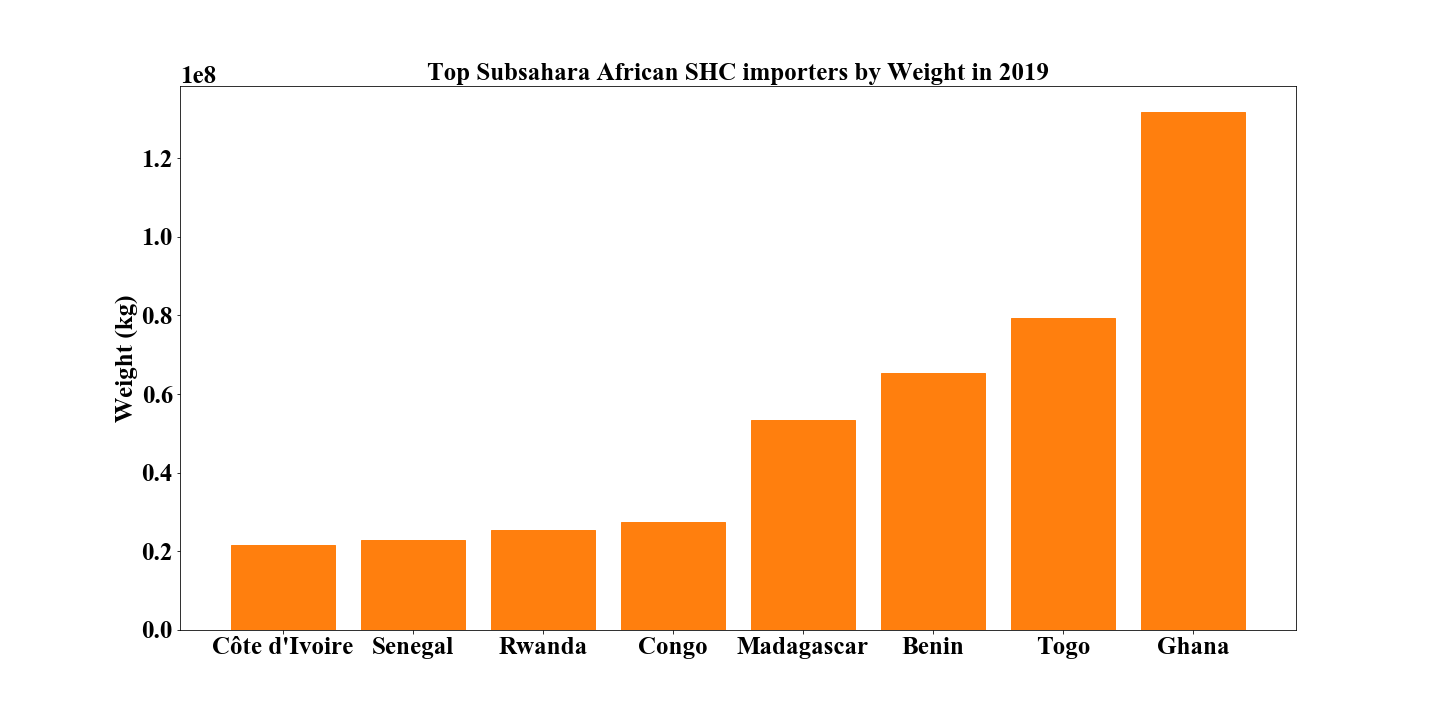 Top Subsahara African SHC importers by Weight in 2019
1e8
1.2
1.0
0.8
0.6
0.4
0.2
0.0
Weight (kg)
Côte d'Ivoire Senegal Rwanda Congo Madagascar Benin Togo Ghana